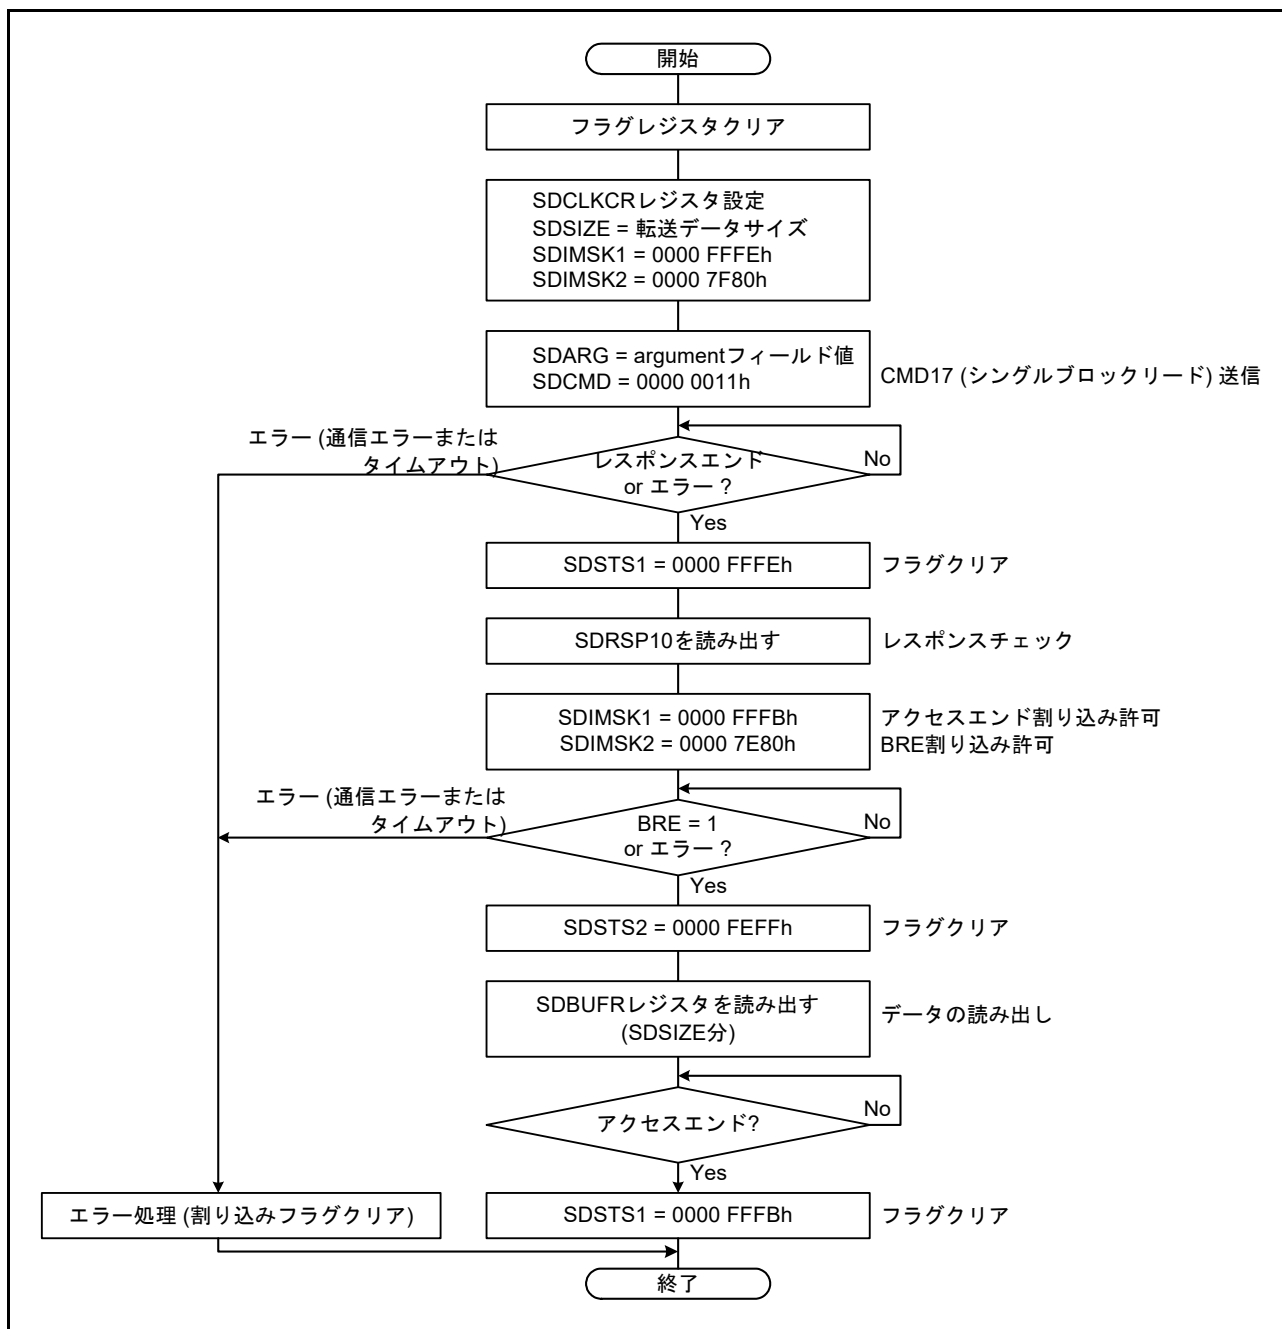 開始
フラグレジスタクリア
SDCLKCRレジスタ設定
SDSIZE = 転送データサイズ
SDIMSK1 = 0000 FFFEh
SDIMSK2 = 0000 7F80h
SDARG = argumentフィールド値
SDCMD = 0000 0011h
CMD17 (シングルブロックリード) 送信
エラー (通信エラーまたは
タイムアウト)
レスポンスエンド
or エラー ?
No
Yes
SDSTS1 = 0000 FFFEh
フラグクリア
SDRSP10を読み出す
レスポンスチェック
SDIMSK1 = 0000 FFFBh
SDIMSK2 = 0000 7E80h
アクセスエンド割り込み許可
BRE割り込み許可
エラー (通信エラーまたは
タイムアウト)
BRE = 1
or エラー ?
No
Yes
SDSTS2 = 0000 FEFFh
フラグクリア
SDBUFRレジスタを読み出す
(SDSIZE分)
データの読み出し
アクセスエンド?
No
Yes
エラー処理 (割り込みフラグクリア)
SDSTS1 = 0000 FFFBh
フラグクリア
終了